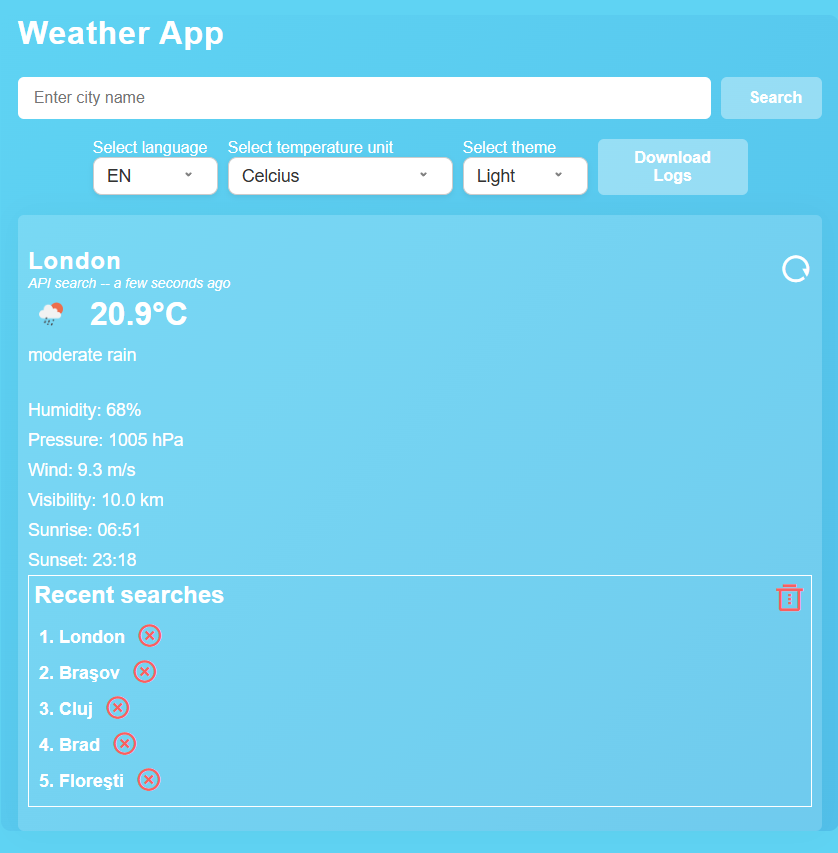 Weather App
Enter city name
Search
Select language
Select temperature unit
Select theme
EN
Celcius
Light
Download
Logs
London
API search — a few seconds ago
20.9°C
moderate rain
Humidity: 68%
Pressure: 1005 hPa
Wind: 9.3 m/s
Visibility: 10.0 km
Sunrise: 06:51
Sunset: 23:18
Recent searches
1. London
2. Braşov
3. Cluj
4. Brad
5. Floreşti